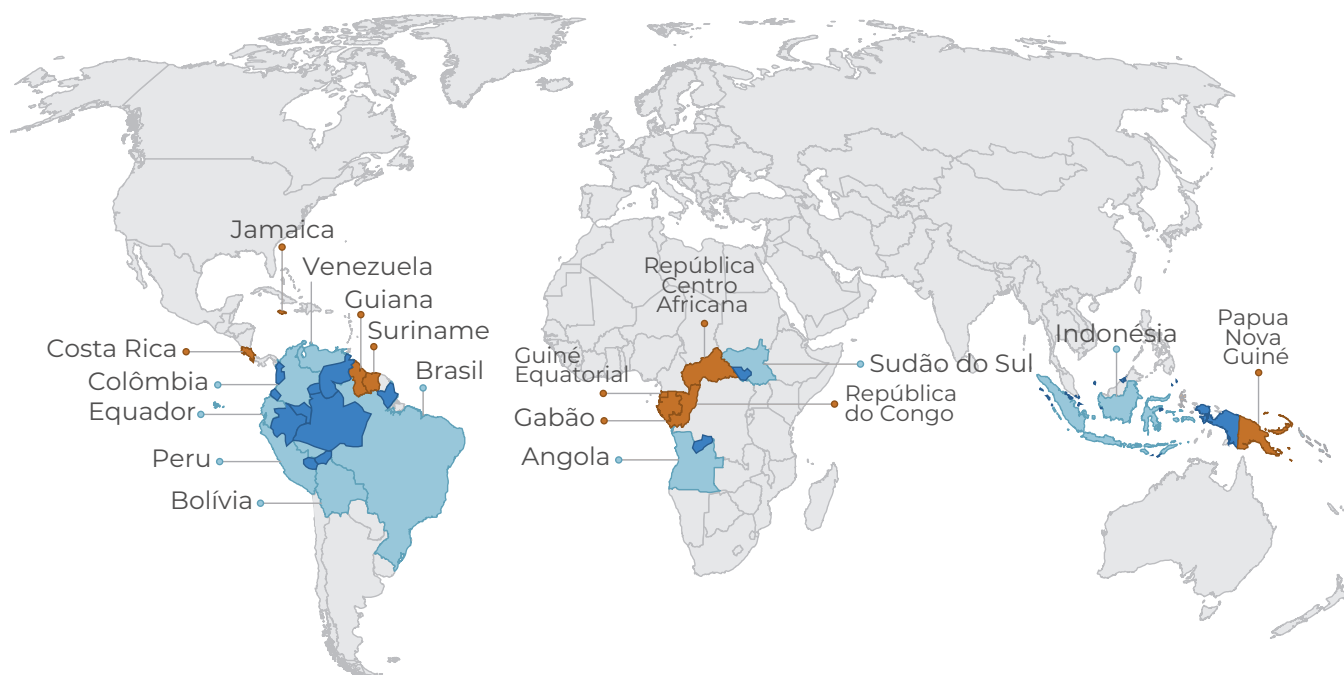 Jamaica
Venezuela
Guiana
Suriname
Costa Rica
Colômbia
Brasil
Equador
Peru
Bolívia
República
Centro
Africana
Guiné
Equatorial
Sudão do Sul
Gabão
República
do Congo
Angola
Indonésia
Papua
Nova
Guiné